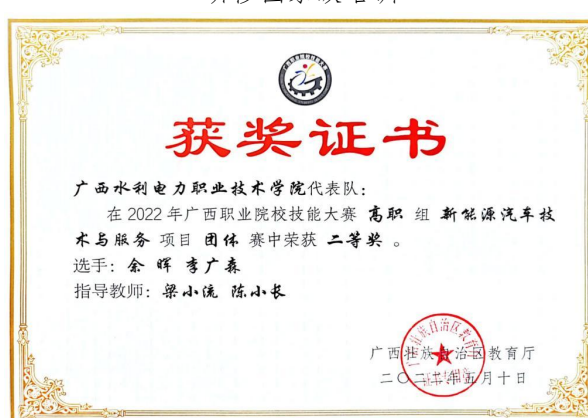 获奖证书
广西水利电力职业技术学院代表队：
在 2022 年广西职业院校技能大赛 高职 组 新能源汽车技
术与服务 项目 团体 赛中荣获 二等奖 。
选手：余 晖 李广森
指导教师：梁小流 陈小长
广西壮族自治区教育厅
二〇二二年五月十日